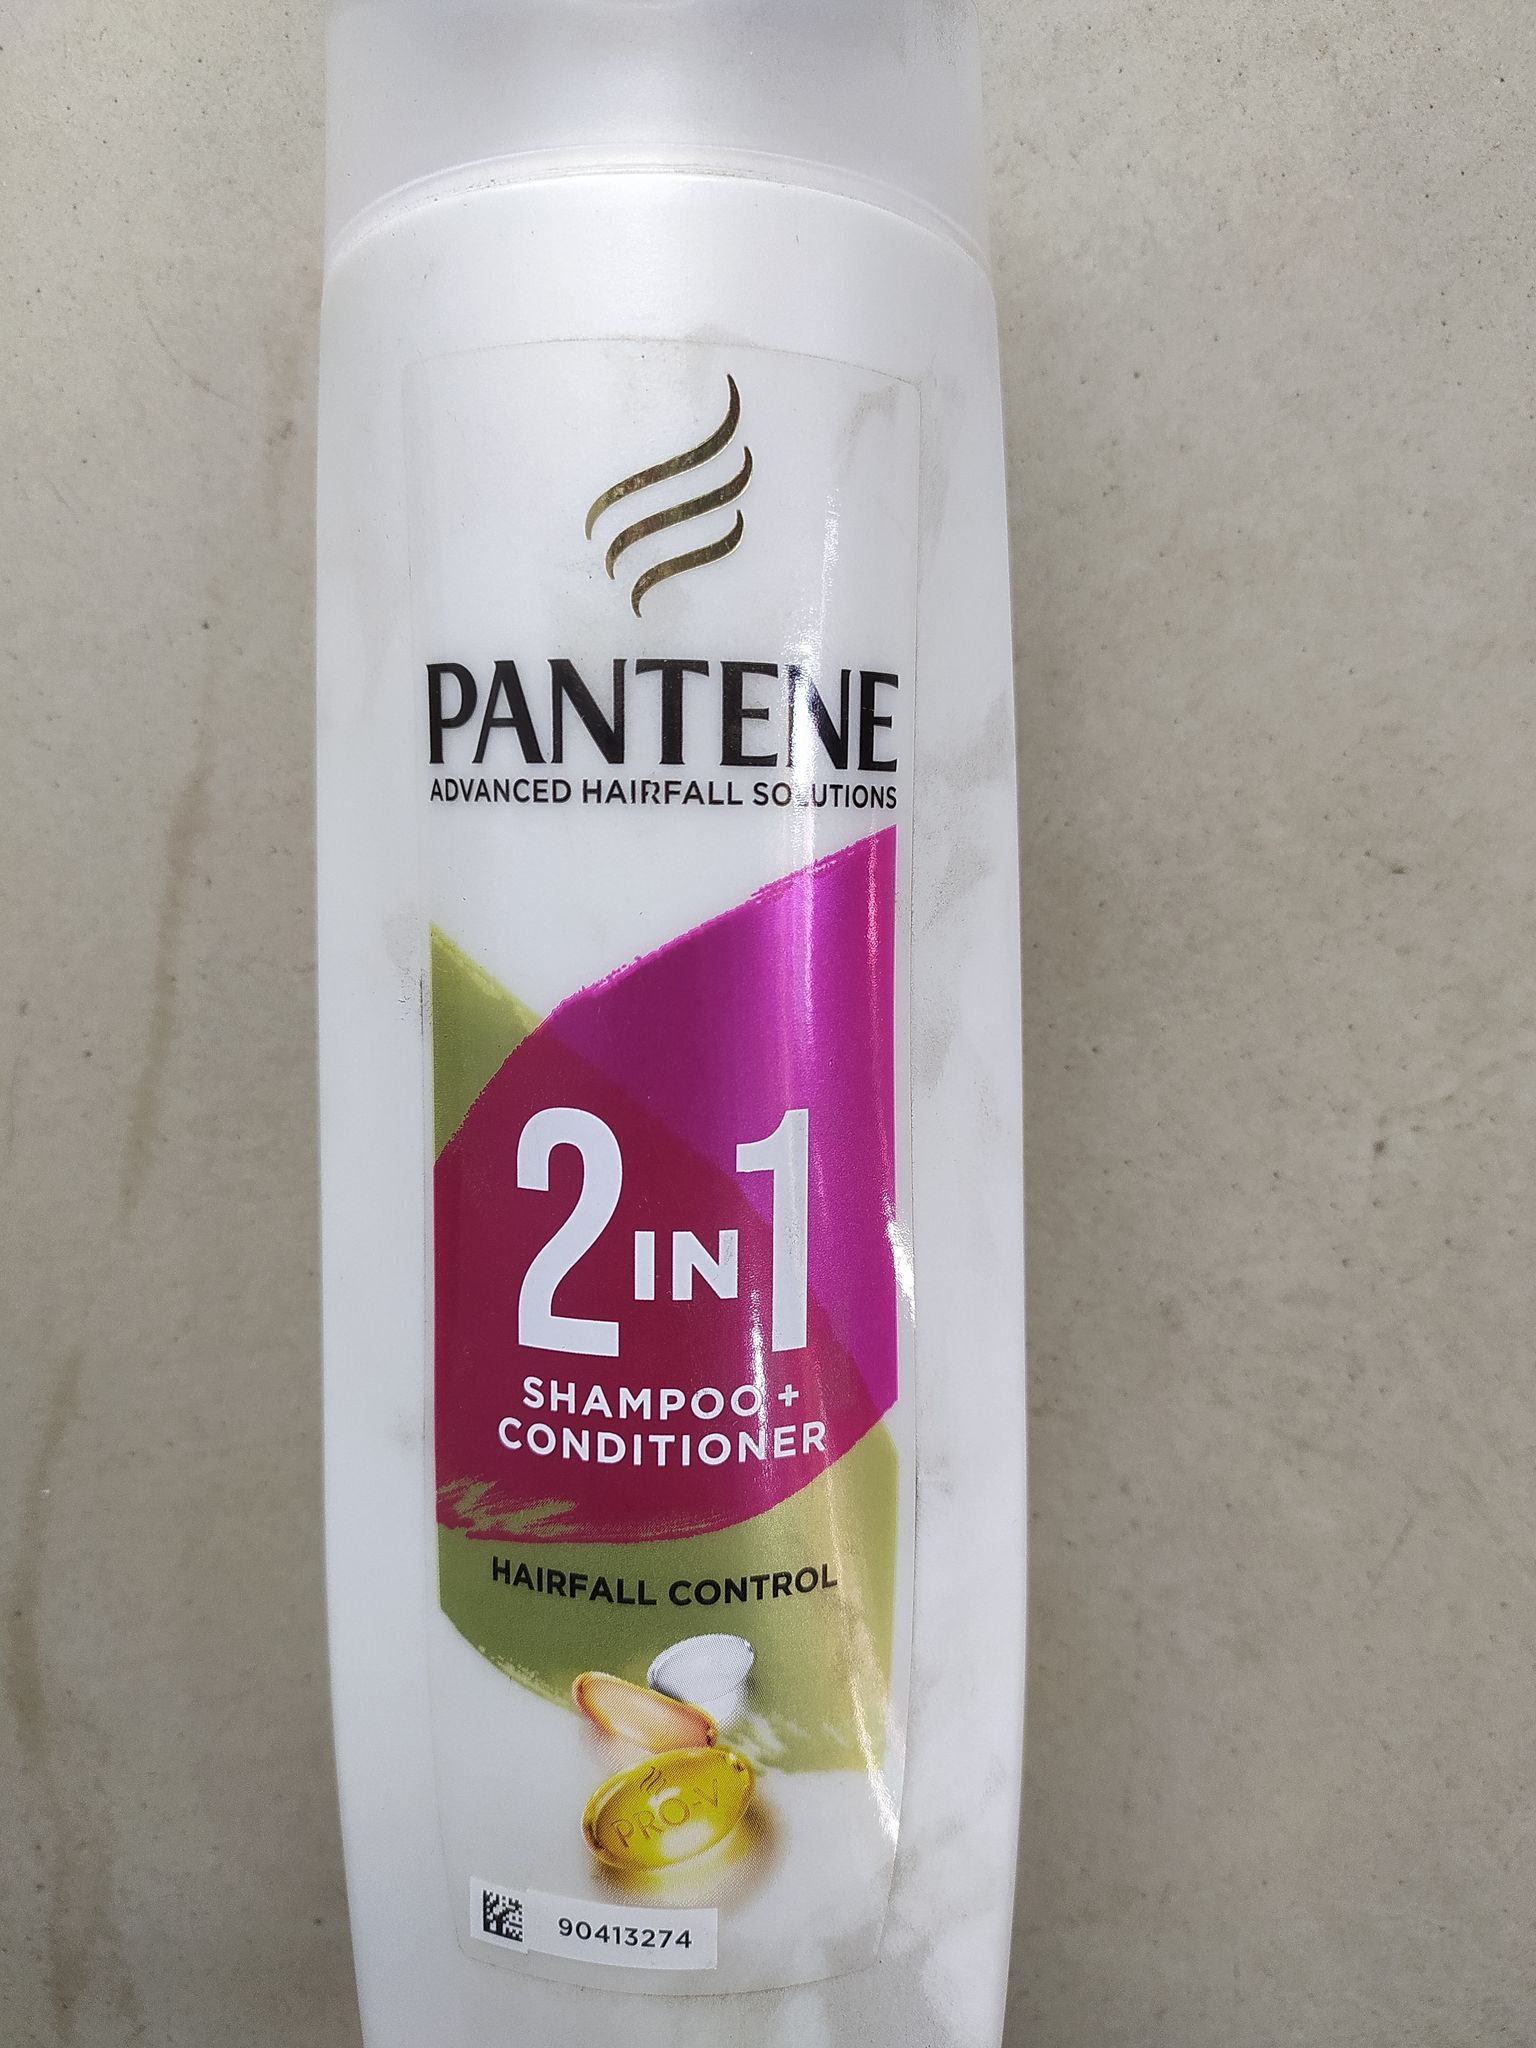 PANTENE
ADVANCED HAIRFALL SOLUTIONS
2 IN 1
SHAMPOO +
CONDITIONER
HAIRFALL CONTROL
PRO-V
90413274